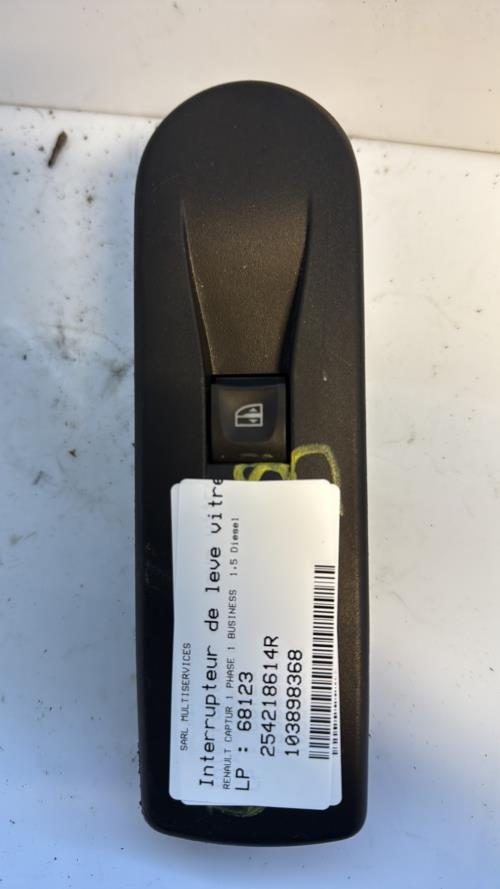 SARL MULTISERVICES
Interrupteur de leve vitre
RENAULT CAPTUR 1 PHASE 1 BUSINESS 1.5 Diesel
LP : 68123
254218614R
103898368